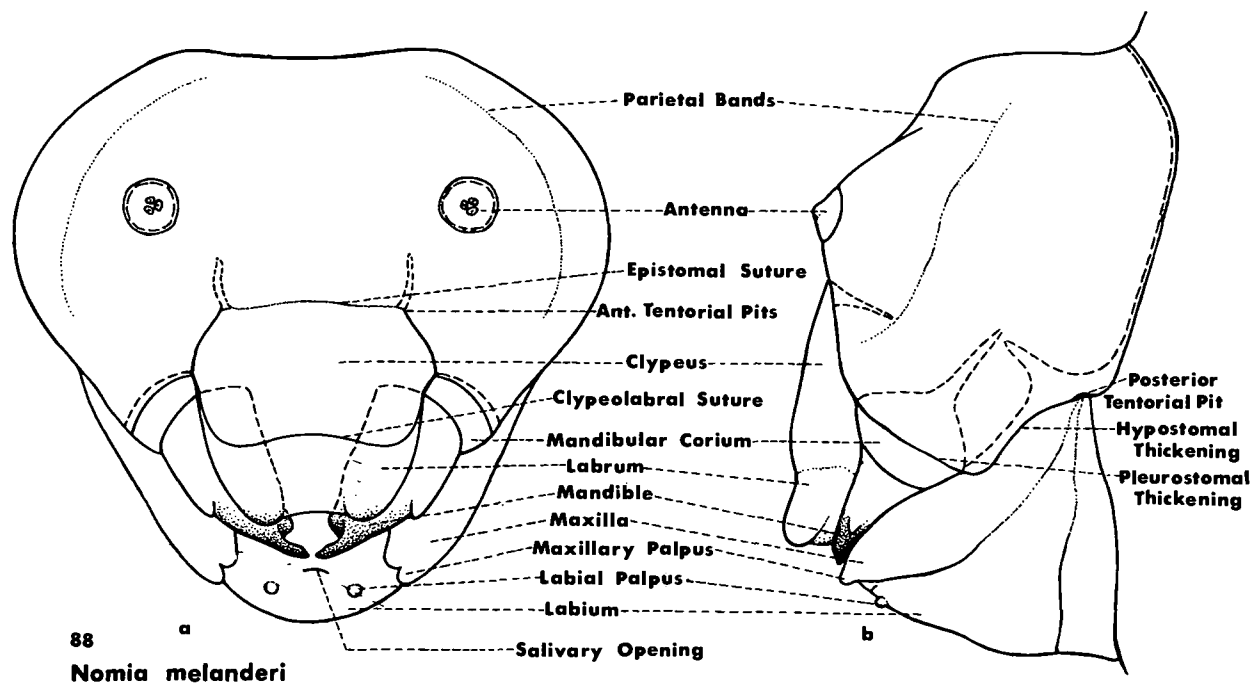 Parietal Bands
Antenna
Epistomal Suture
Ant. Tentorial Pits
Clypeus
Posterior
Tentorial Pit
Clypeolabral Suture
Hypostomal
Thickening
Mandibular Corium
Labrum
Pleurostomal
Thickening
Mandible
Maxilla
Maxillary Palpus
Labial Palpus
Labium
Salivary Opening
a
b
88
Nomia melanderi